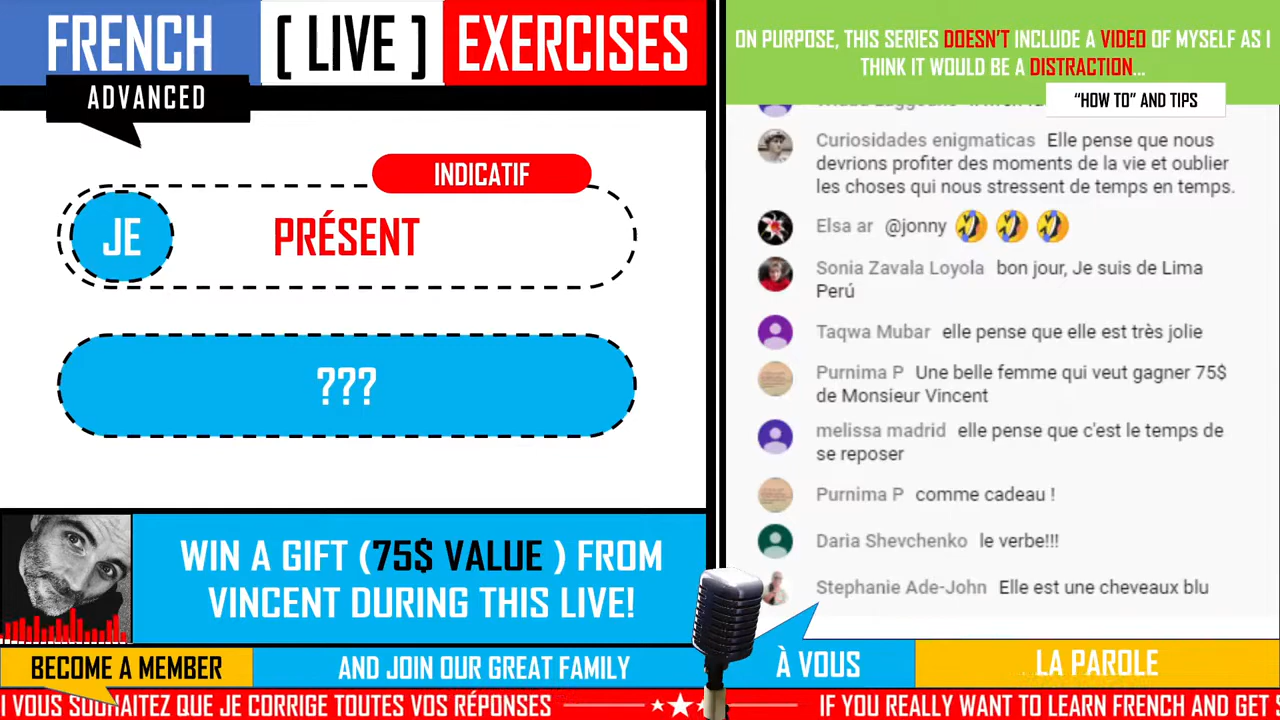 FRENCH
[ LIVE ]
EXERCISES
ADVANCED
INDICATIF
JE
PRÉSENT
???
WIN A GIFT (75$ VALUE ) FROM
VINCENT DURING THIS LIVE!
BECOME A MEMBER
AND JOIN OUR GREAT FAMILY
ON PURPOSE, THIS SERIES DOESN'T INCLUDE A VIDEO OF MYSELF AS I
THINK IT WOULD BE A DISTRACTION...
"HOW TO" AND TIPS
Curiosidades enigmaticas Elle pense que nous
devrions profiter des moments de la vie et oublier
les choses qui nous stressent de temps en temps.
Elsa ar @jonny 🤣 🤣 🤣
Sonia Zavala Loyola bon jour, Je suis de Lima
Perú
Taqwa Mubar elle pense que elle est très jolie
Purnima P Une belle femme qui veut gagner 75$
de Monsieur Vincent
melissa madrid elle pense que c'est le temps de
se reposer
Purnima P comme cadeau !
Daria Shevchenko le verbe!!!
Stephanie Ade-John Elle est une cheveaux blu
À VOUS
LA PAROLE
I VOUS SOUHAITEZ QUE JE CORRIGE TOUTES VOS RÉPONSES
IF YOU REALLY WANT TO LEARN FRENCH AND GET S